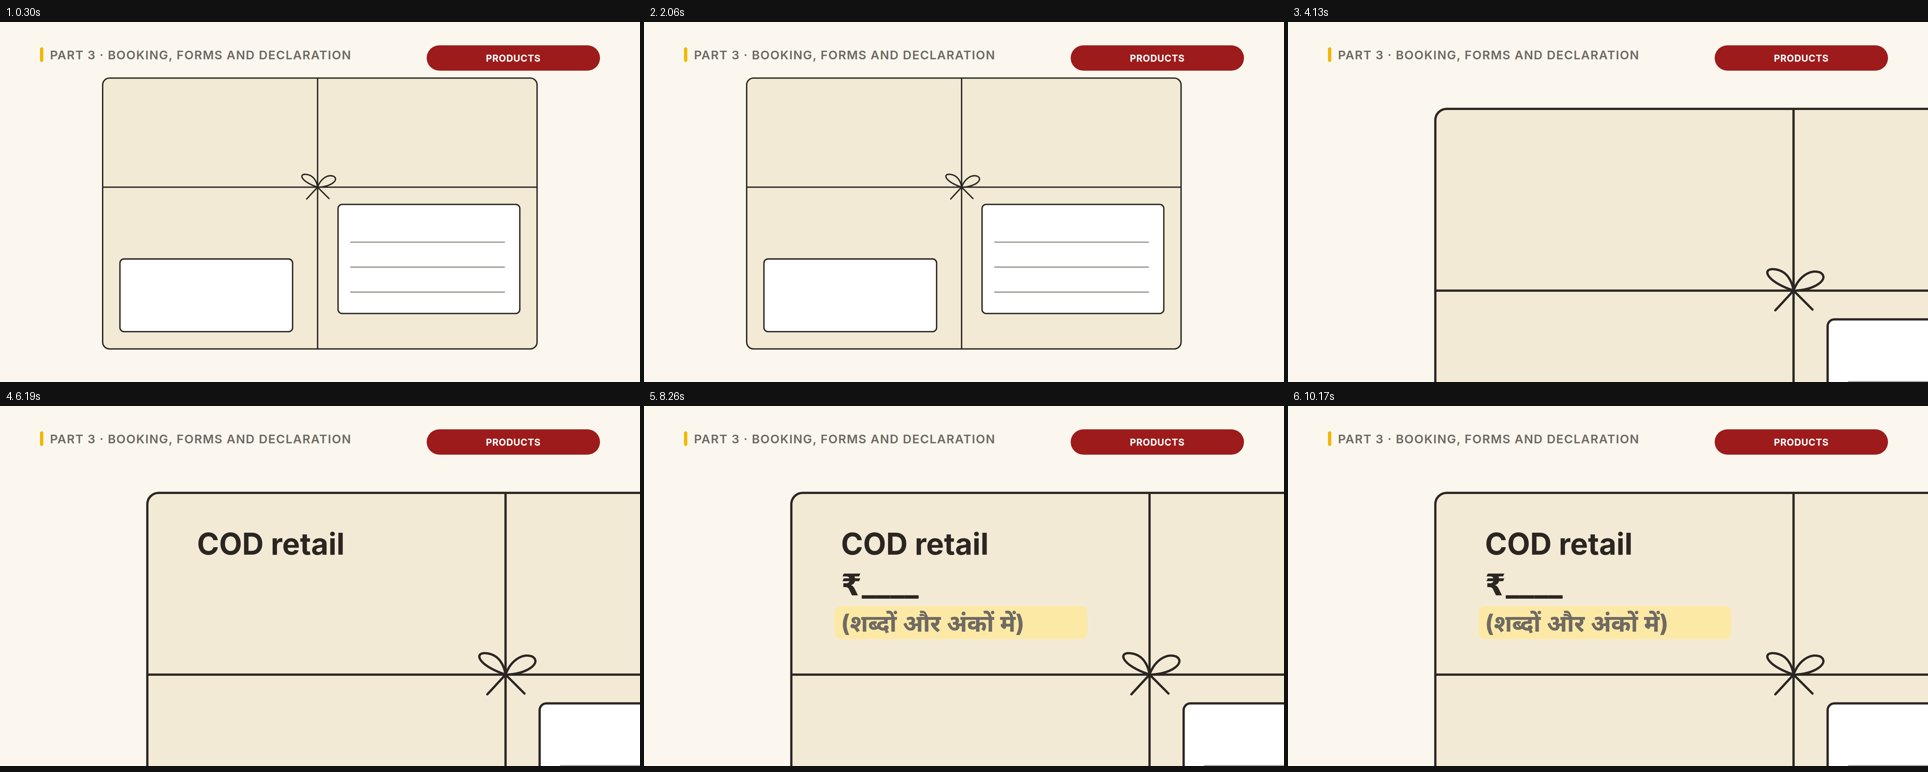 1. 0.30s
PART 3 · BOOKING, FORMS AND DECLARATION
PRODUCTS
2. 2.06s
PART 3 · BOOKING, FORMS AND DECLARATION
PRODUCTS
3. 4.13s
PART 3 · BOOKING, FORMS AND DECLARATION
PRODUCTS
4. 6.19s
PART 3 · BOOKING, FORMS AND DECLARATION
PRODUCTS
COD retail
5. 8.26s
PART 3 · BOOKING, FORMS AND DECLARATION
PRODUCTS
COD retail
₹____
(शब्दों और अंकों में)
6. 10.17s
PART 3 · BOOKING, FORMS AND DECLARATION
PRODUCTS
COD retail
₹____
(शब्दों और अंकों में)